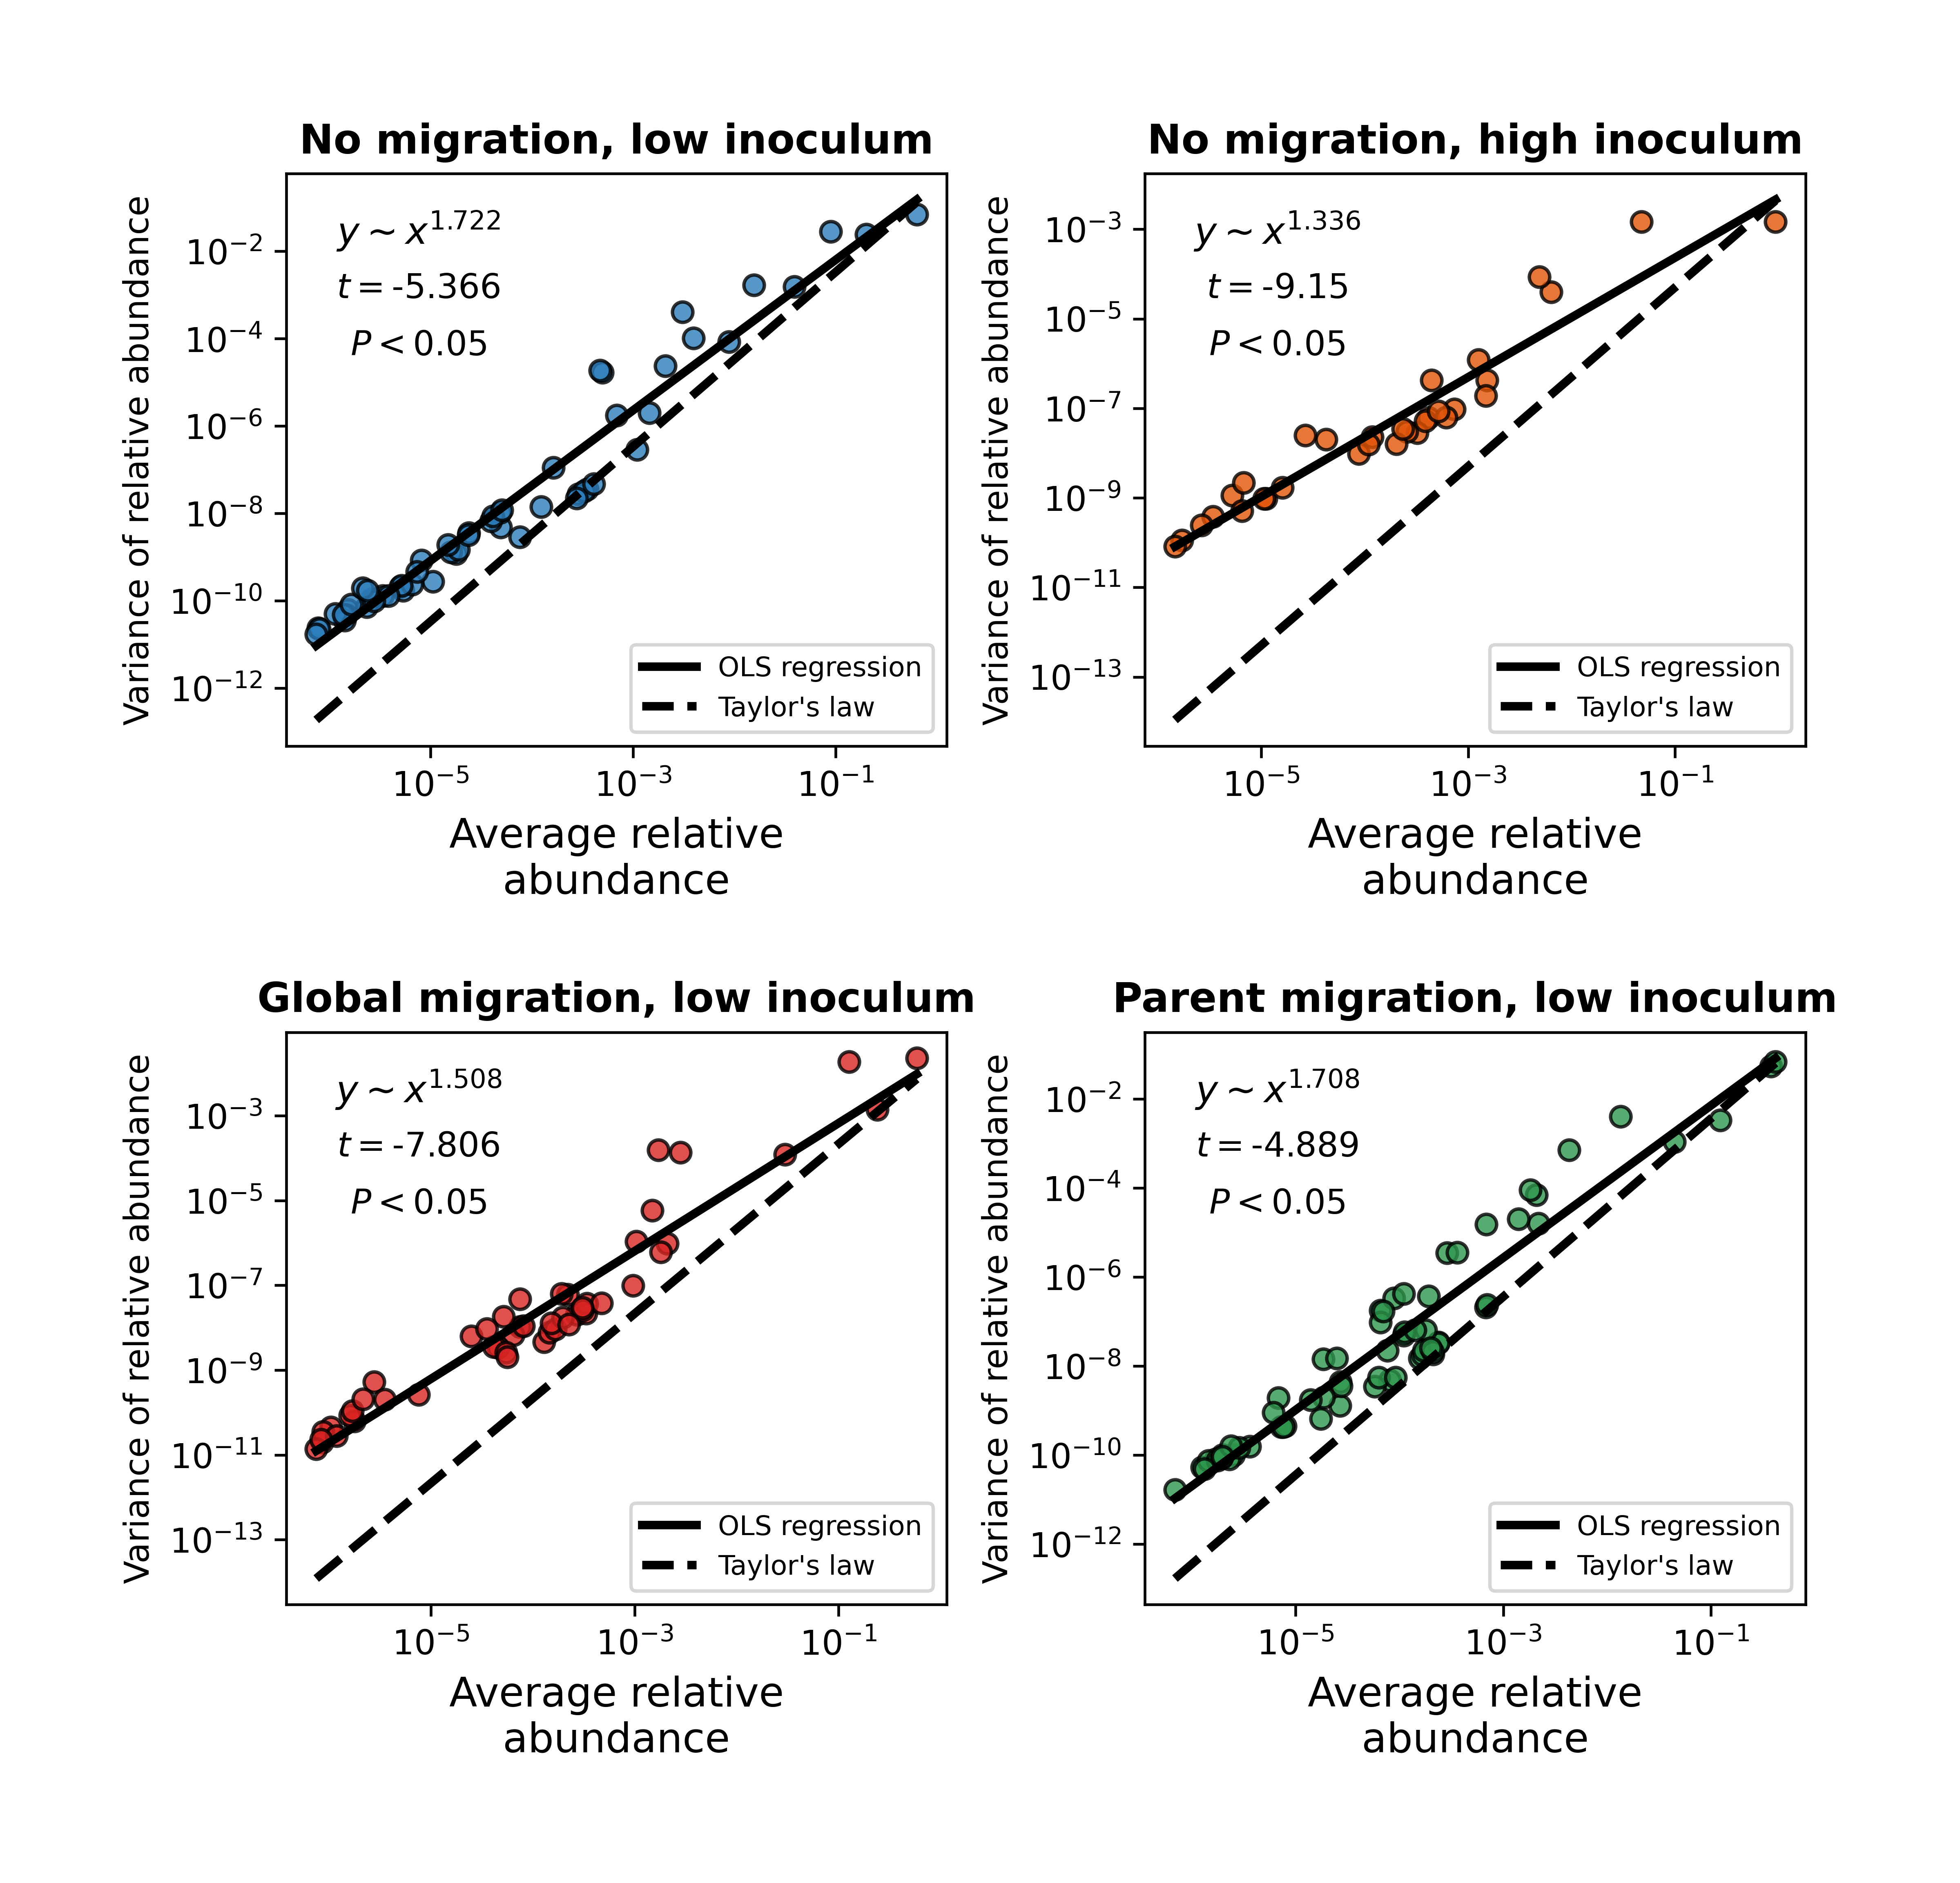 No migration, low inoculum
Variance of relative abundance
10⁻²
10⁻⁴
10⁻⁶
10⁻⁸
10⁻¹⁰
10⁻¹²
y ~ x^1.722
t = -5.366
P < 0.05
OLS regression
Taylor's law
10⁻⁵ 10⁻³ 10⁻¹
Average relative
abundance
No migration, high inoculum
Variance of relative abundance
10⁻³
10⁻⁵
10⁻⁷
10⁻⁹
10⁻¹¹
10⁻¹³
y ~ x^1.336
t = -9.15
P < 0.05
OLS regression
Taylor's law
10⁻⁵ 10⁻³ 10⁻¹
Average relative
abundance
Global migration, low inoculum
Variance of relative abundance
10⁻³
10⁻⁵
10⁻⁷
10⁻⁹
10⁻¹¹
10⁻¹³
y ~ x^1.508
t = -7.806
P < 0.05
OLS regression
Taylor's law
10⁻⁵ 10⁻³ 10⁻¹
Average relative
abundance
Parent migration, low inoculum
Variance of relative abundance
10⁻²
10⁻⁴
10⁻⁶
10⁻⁸
10⁻¹⁰
10⁻¹²
y ~ x^1.708
t = -4.889
P < 0.05
OLS regression
Taylor's law
10⁻⁵ 10⁻³ 10⁻¹
Average relative
abundance